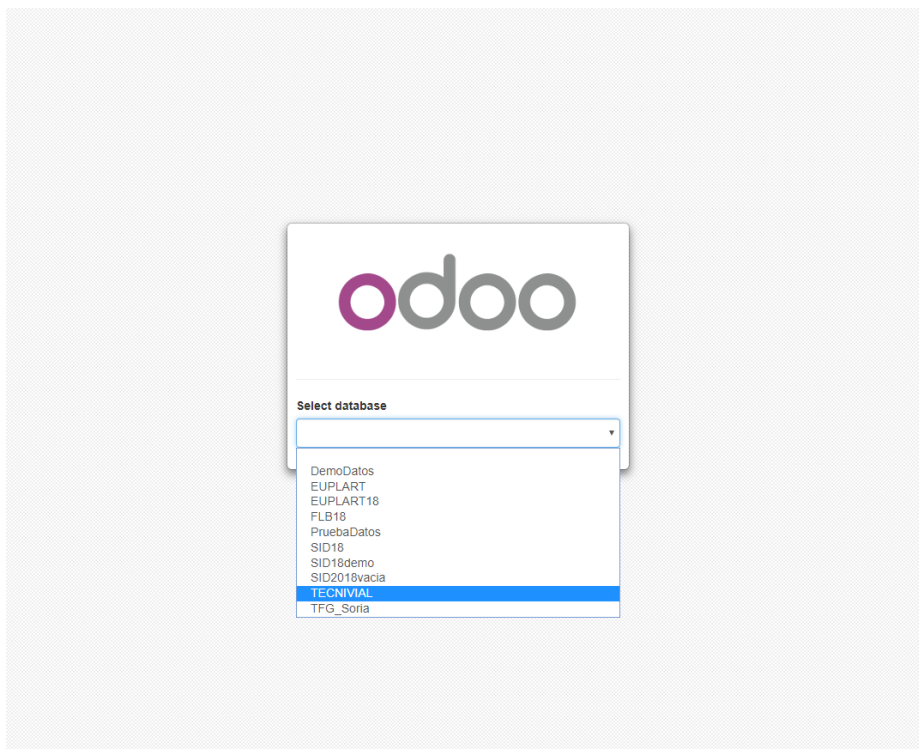 odoo
Select database
DemoDatos
EUPLART
EUPLART18
FLB18
PruebaDatos
SID18
SID18demo
SID2018vacia
TECNIVIAL
TFG_Soria